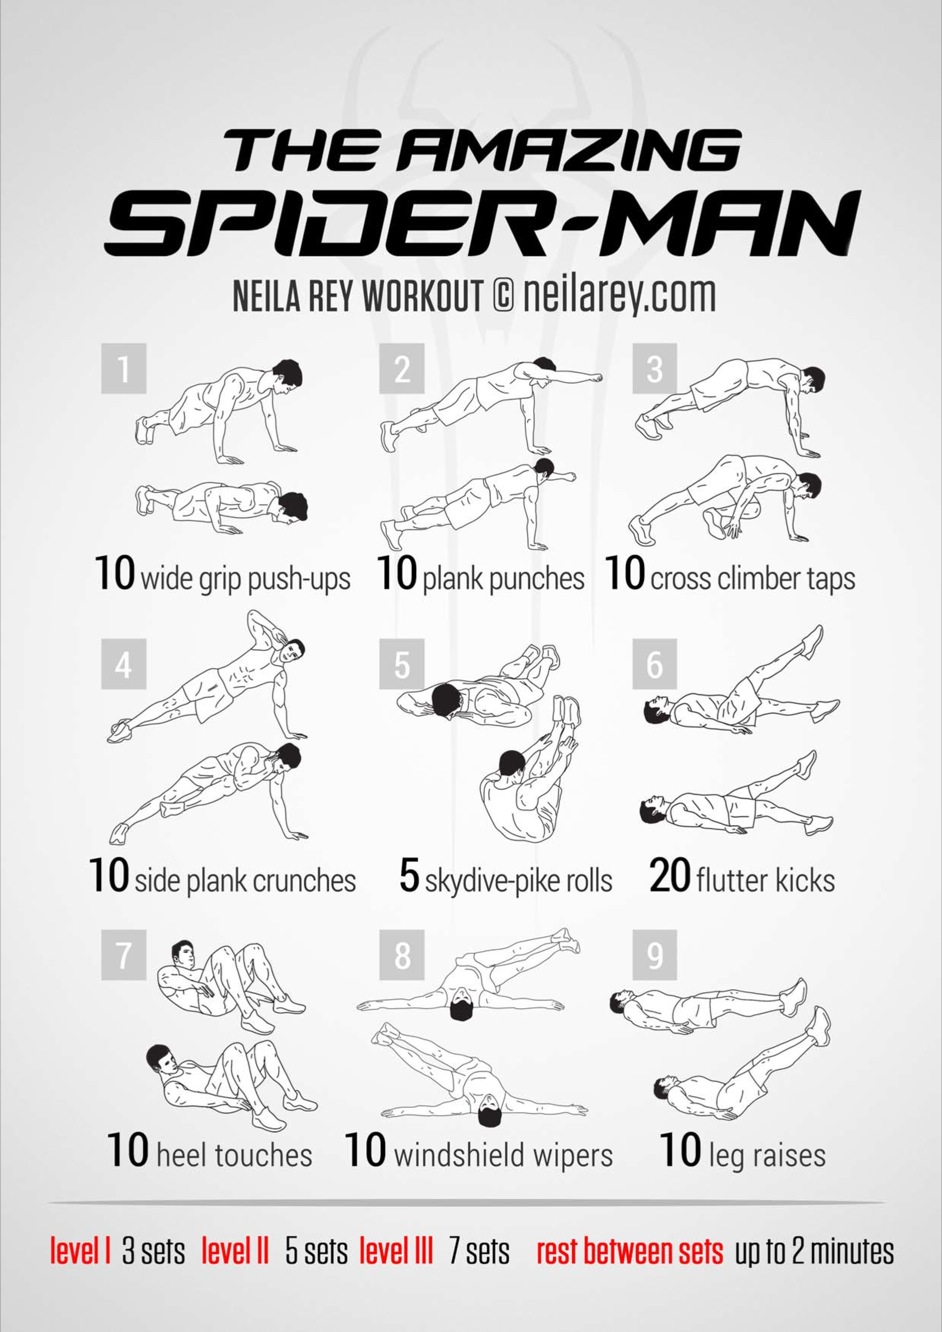 THE AMAZING
SPIDER-MAN
NEILA REY WORKOUT © neilarey.com
1
10 wide grip push-ups
2
10 plank punches
3
10 cross climber taps
4
10 side plank crunches
5
5 skydive-pike rolls
6
20 flutter kicks
7
10 heel touches
8
10 windshield wipers
9
10 leg raises
level I 3 sets level II 5 sets level III 7 sets rest between sets up to 2 minutes